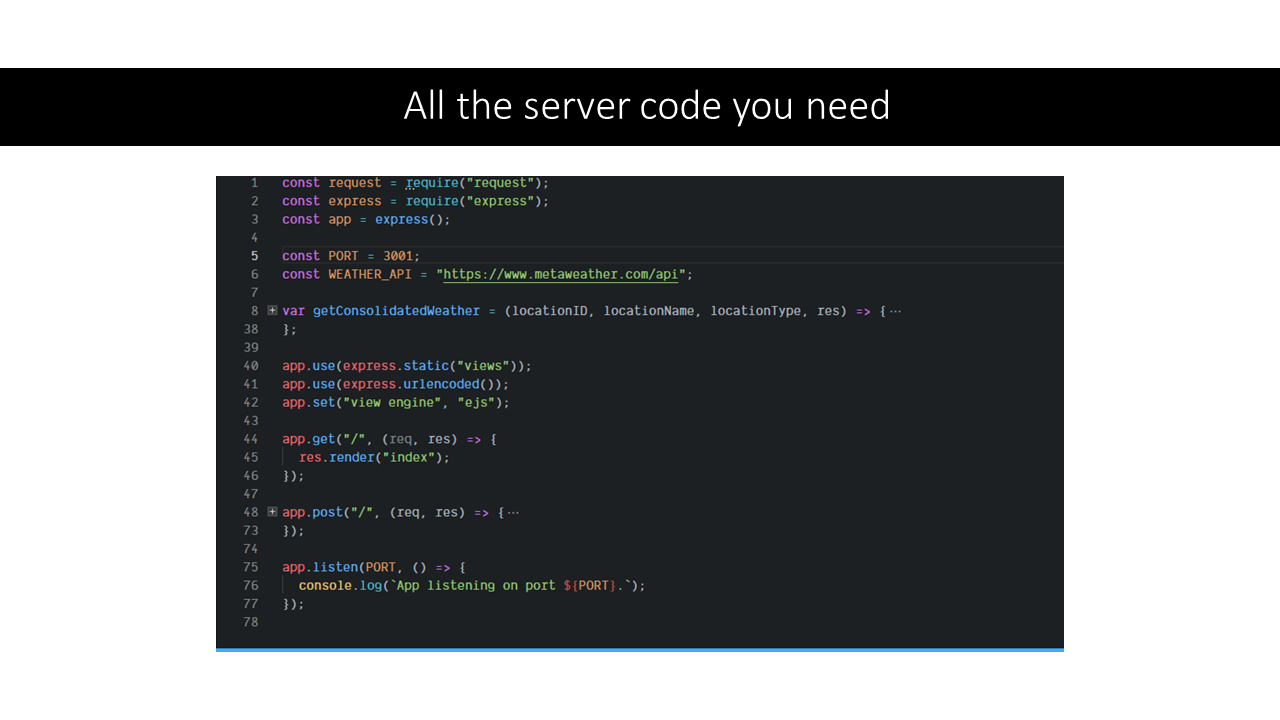 All the server code you need
1 const request = require("request");
2 const express = require("express");
3 const app = express();
4
5 const PORT = 3001;
6 const WEATHER_API = "https://www.metaweather.com/api";
7
8 var getConsolidatedWeather = (locationID, locationName, locationType, res) => {···
38 };
39
40 app.use(express.static("views"));
41 app.use(express.urlencoded());
42 app.set("view engine", "ejs");
43
44 app.get("/", (req, res) => {
45 res.render("index");
46 });
47
48 app.post("/", (req, res) => {···
73 });
74
75 app.listen(PORT, () => {
76 console.log(`App listening on port ${PORT}.`);
77 });
78